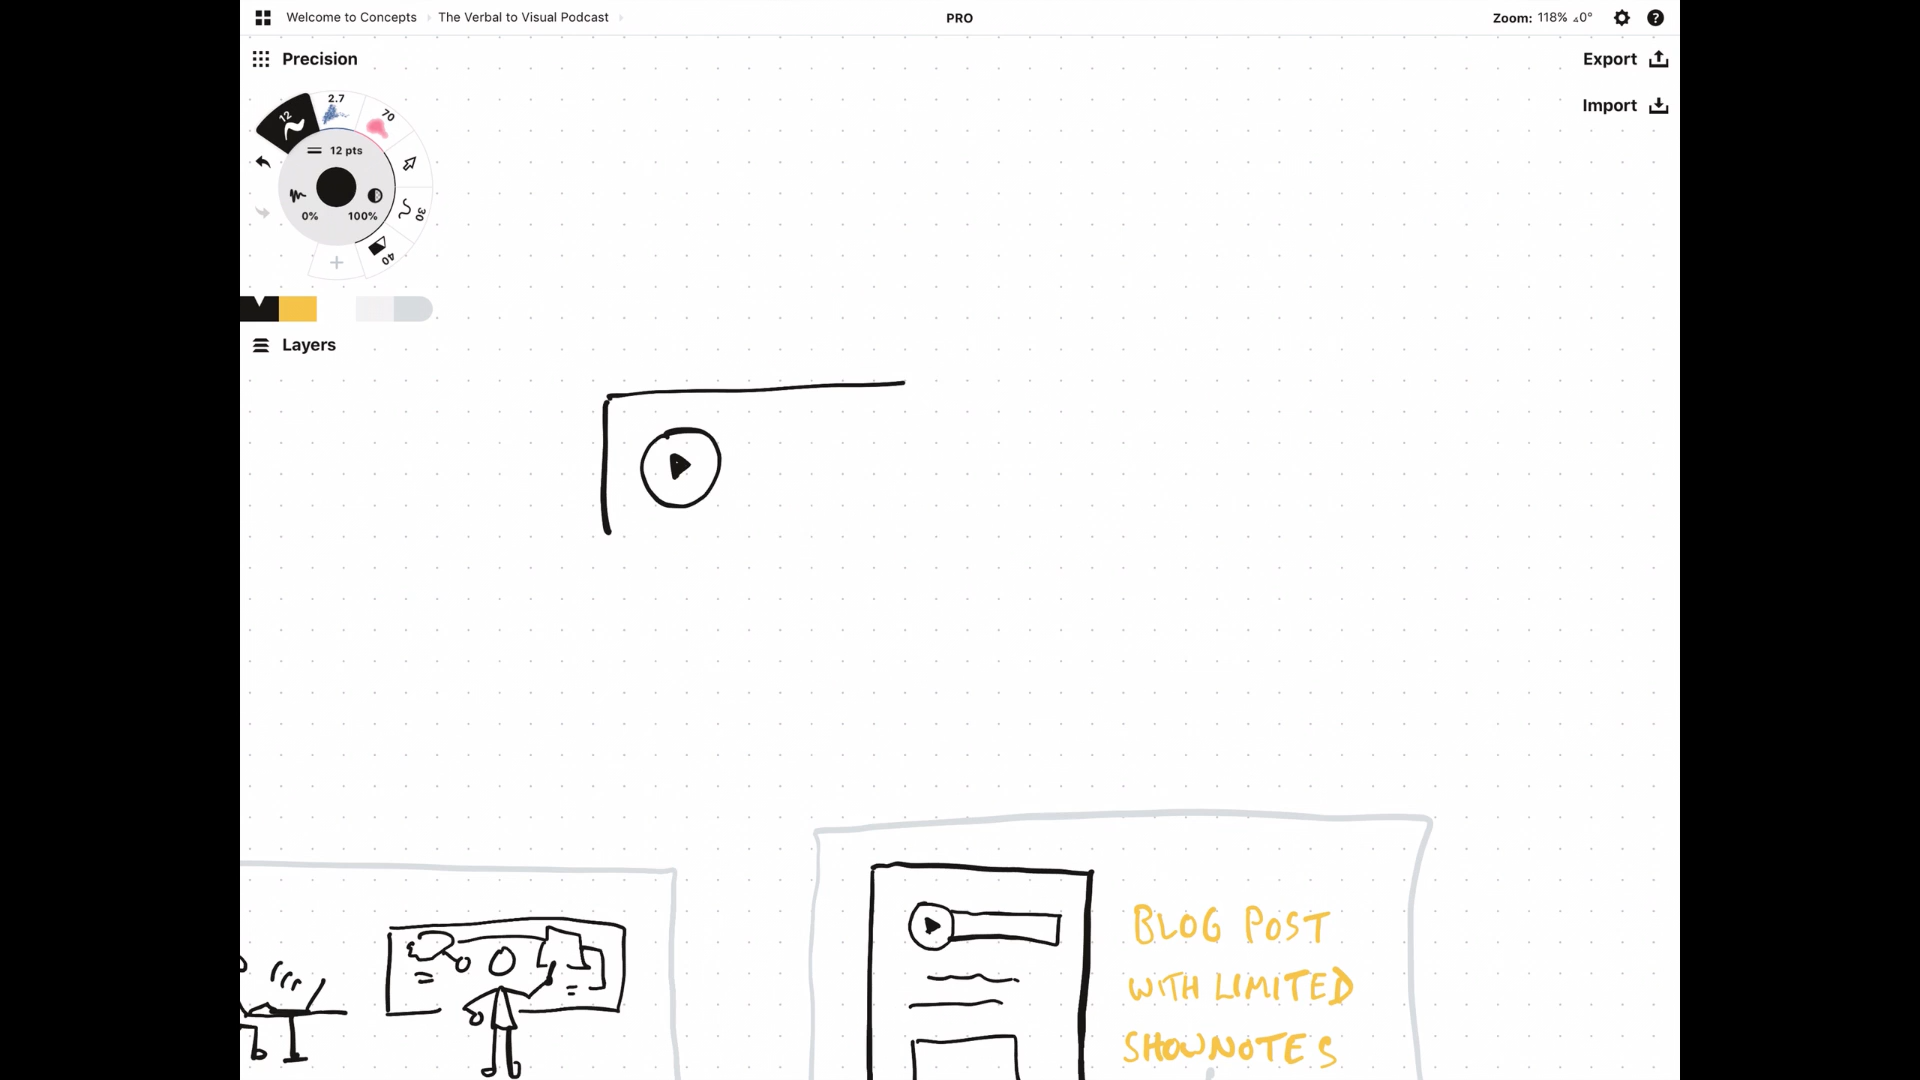 Welcome to Concepts The Verbal to Visual Podcast
PRO
Zoom: 118% ⊿0°
Precision
Export
Import
2.7
12
70
12 pts
30
0% 100%
40
Layers
BLOG POST
WITH LIMITED
SHOWNOTES